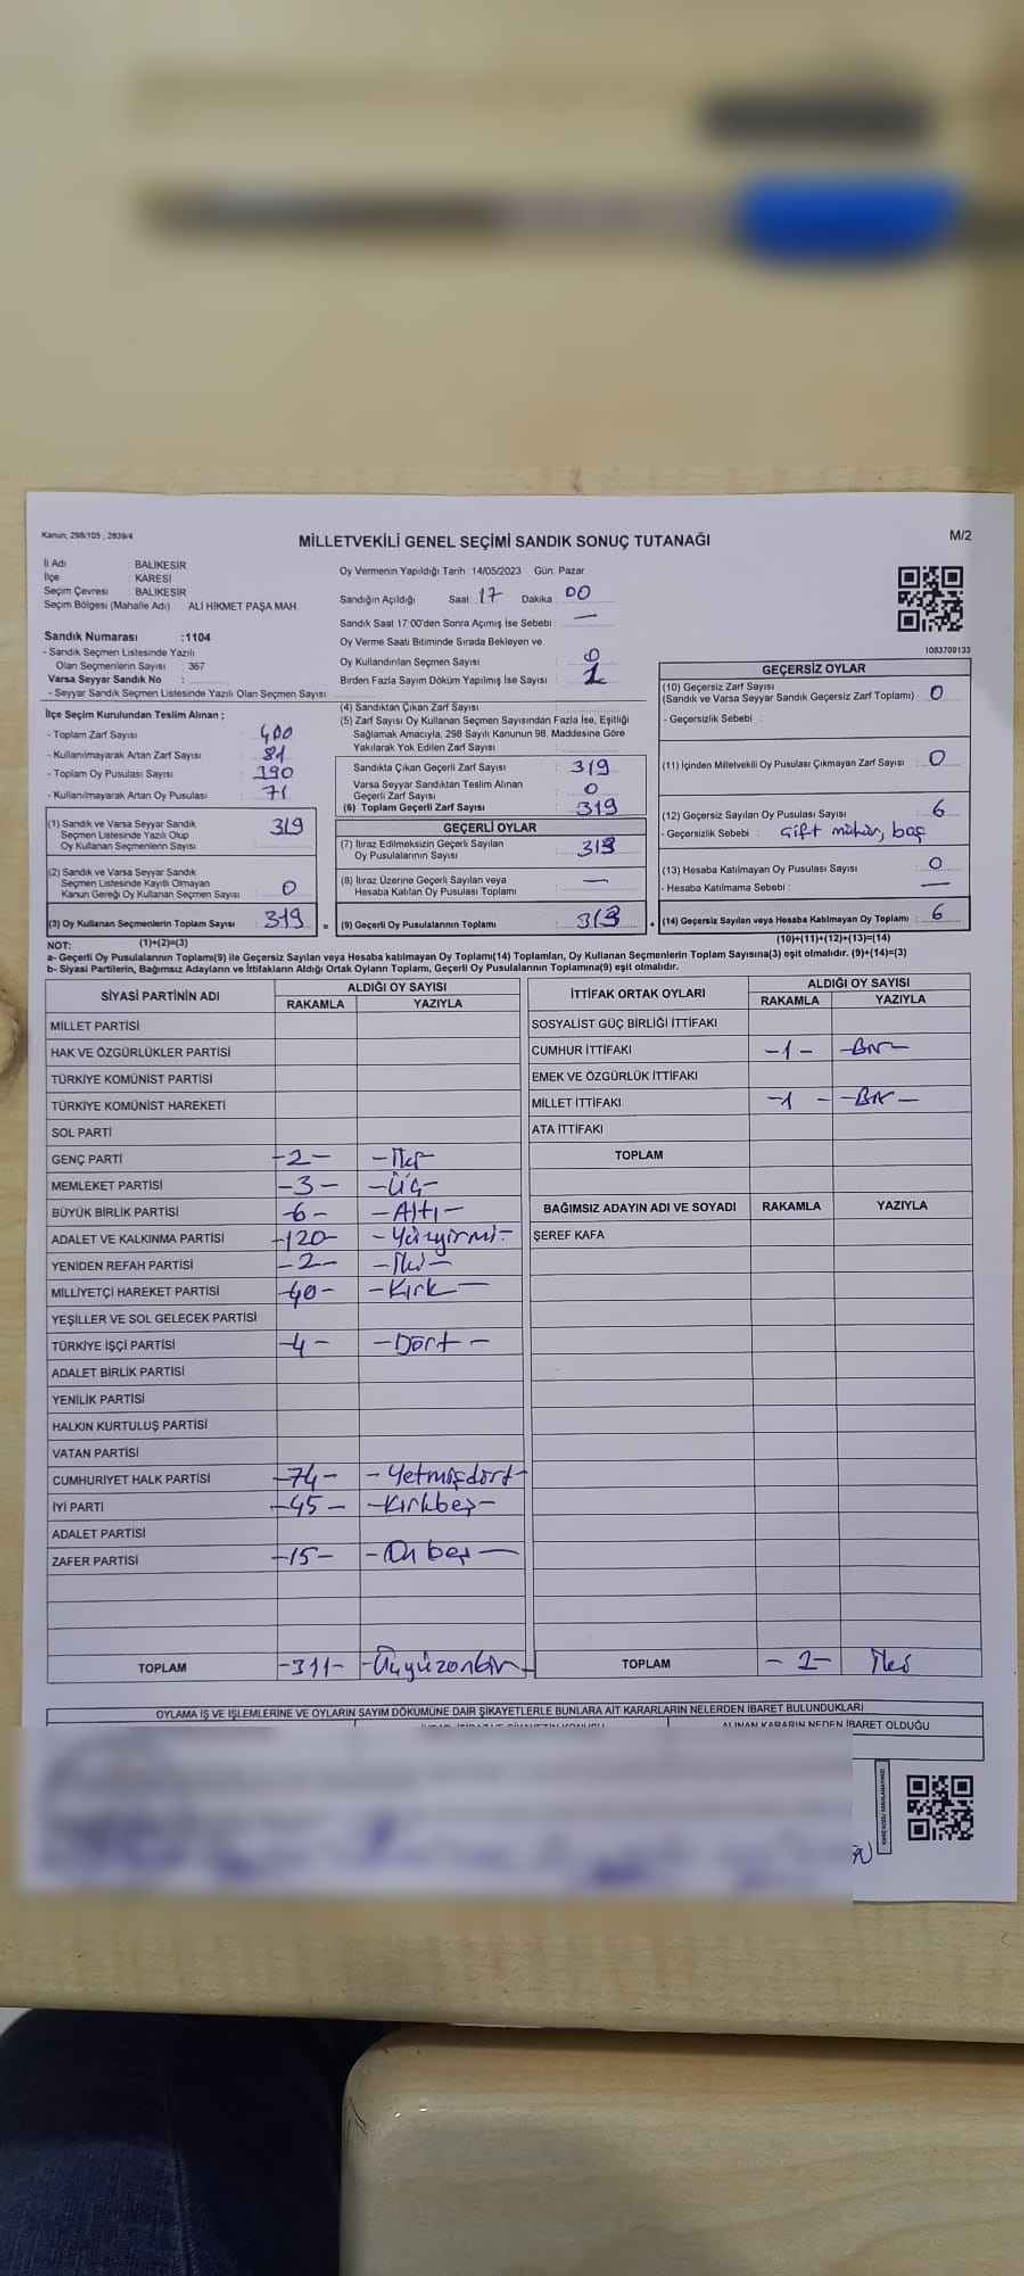 Kanun; 298/105 , 2839/4
MİLLETVEKİLİ GENEL SEÇİMİ SANDIK SONUÇ TUTANAĞI
M/2
İl Adı : BALIKESİR
İlçe : KARESİ
Seçim Çevresi : BALIKESİR
Seçim Bölgesi (Mahalle Adı) ALİ HİKMET PAŞA MAH.
Sandık Numarası :1104
- Sandık Seçmen Listesinde Yazılı
Olan Seçmenlerin Sayısı : 367
Varsa Seyyar Sandık No :
- Seyyar Sandık Seçmen Listesinde Yazılı Olan Seçmen Sayısı :
Oy Vermenin Yapıldığı Tarih :14/05/2023 Gün: Pazar
Sandığın Açıldığı Saat 17 Dakika 00
Sandık Saat 17:00'den Sonra Açımış İse Sebebi : —
Oy Verme Saati Bitiminde Sırada Bekleyen ve
Oy Kullandırılan Seçmen Sayısı : 0
Birden Fazla Sayım Döküm Yapılmış İse Sayısı : 1
1083709133
İlçe Seçim Kurulundan Teslim Alınan ;
- Toplam Zarf Sayısı : 400
- Kullanılmayarak Artan Zarf Sayısı : 81
- Toplam Oy Pusulası Sayısı : 390
- Kullanılmayarak Artan Oy Pusulası : 71
(1) Sandık ve Varsa Seyyar Sandık
Seçmen Listesinde Yazılı Olup
Oy Kullanan Seçmenlerin Sayısı : 319
(2) Sandık ve Varsa Seyyar Sandık
Seçmen Listesinde Kayıtlı Olmayan
Kanun Gereği Oy Kullanan Seçmen Sayısı : 0
(3) Oy Kullanan Seçmenlerin Toplam Sayısı : 319 =
(4) Sandıktan Çıkan Zarf Sayısı :
(5) Zarf Sayısı Oy Kullanan Seçmen Sayısından Fazla İse, Eşitliği
Sağlamak Amacıyla, 298 Sayılı Kanunun 98. Maddesine Göre
Yakılarak Yok Edilen Zarf Sayısı :
Sandıkta Çıkan Geçerli Zarf Sayısı : 319
Varsa Seyyar Sandıktan Teslim Alınan
Geçerli Zarf Sayısı : 0
(6) Toplam Geçerli Zarf Sayısı : 319
GEÇERLİ OYLAR
(7) İtiraz Edilmeksizin Geçerli Sayılan
Oy Pusulalarının Sayısı : 313
(8) İtiraz Üzerine Geçerli Sayılan veya
Hesaba Katılan Oy Pusulası Toplamı : —
(9) Geçerli Oy Pusulalarının Toplamı : 313 +
GEÇERSİZ OYLAR
(10) Geçersiz Zarf Sayısı
(Sandık ve Varsa Seyyar Sandık Geçersiz Zarf Toplamı) : 0
- Geçersizlik Sebebi :
(11) İçinden Milletvekili Oy Pusulası Çıkmayan Zarf Sayısı : 0
(12) Geçersiz Sayılan Oy Pusulası Sayısı : 6
- Geçersizlik Sebebi : Çift mühür, boş
(13) Hesaba Katılmayan Oy Pusulası Sayısı : 0
- Hesaba Katılmama Sebebi : —
(14) Geçersiz Sayılan veya Hesaba Katılmayan Oy Toplamı : 6
NOT: (1)+(2)=(3)
(10)+(11)+(12)+(13)=(14)
a- Geçerli Oy Pusulasının Toplamı(9) ile Geçersiz Sayılan veya Hesaba katılmayan Oy Toplamı(14) Toplamları, Oy Kullanan Seçmenlerin Toplam Sayısına(3) eşit olmalıdır. (9)+(14)=(3)
b- Siyasi Partilerin, Bağımsız Adayların ve İttifakların Aldığı Ortak Oyların Toplamı, Geçerli Oy Pusulasının Toplamına(9) eşit olmalıdır.
SİYASİ PARTİNİN ADI ALDIĞI OY SAYISI
RAKAMLA YAZIYLA
MİLLET PARTİSİ
HAK VE ÖZGÜRLÜKLER PARTİSİ
TÜRKİYE KOMÜNİST PARTİSİ
TÜRKİYE KOMÜNİST HAREKETİ
SOL PARTİ
GENÇ PARTİ -2- -İki-
MEMLEKET PARTİSİ -3- -Üç-
BÜYÜK BİRLİK PARTİSİ -6- -Altı-
ADALET VE KALKINMA PARTİSİ -120- -Yüzyirmi-
YENİDEN REFAH PARTİSİ -2- -İki-
MİLLİYETÇİ HAREKET PARTİSİ -40- -Kırk-
YEŞİLLER VE SOL GELECEK PARTİSİ
TÜRKİYE İŞÇİ PARTİSİ -4- -Dört-
ADALET BİRLİK PARTİSİ
YENİLİK PARTİSİ
HALKIN KURTULUŞ PARTİSİ
VATAN PARTİSİ
CUMHURİYET HALK PARTİSİ -74- -Yetmişdört-
İYİ PARTİ -45- -Kırkbeş-
ADALET PARTİSİ
ZAFER PARTİSİ -15- -On beş-
TOPLAM -311- -Üçyüzonbir-
İTTİFAK ORTAK OYLARI ALDIĞI OY SAYISI
RAKAMLA YAZIYLA
SOSYALİST GÜÇ BİRLİĞİ İTTİFAKI
CUMHUR İTTİFAKI -1- -Bir-
EMEK VE ÖZGÜRLÜK İTTİFAKI
MİLLET İTTİFAKI -1- -Bir-
ATA İTTİFAKI
TOPLAM
BAĞIMSIZ ADAYIN ADI VE SOYADI RAKAMLA YAZIYLA
ŞEREF KAFA
TOPLAM -2- İki
OYLAMA İŞ VE İŞLEMLERİNE VE OYLARIN SAYIM DÖKÜMÜNE DAİR ŞİKAYETLERLE BUNLARA AİT KARARLARIN NELERDEN İBARET BULUNDUKLARI
ALINAN KARARIN NEDEN İBARET OLDUĞU